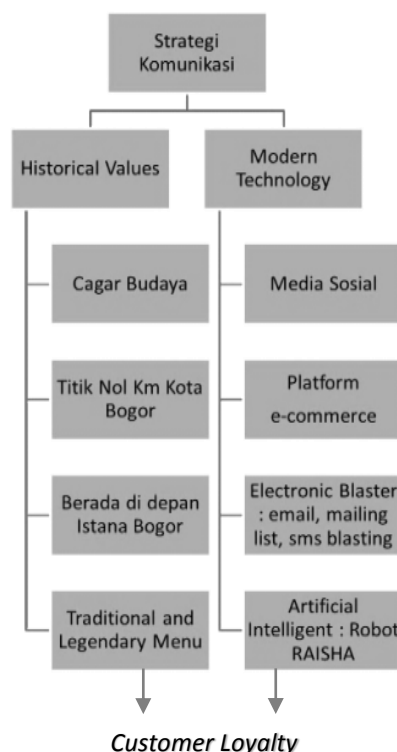 Strategi
Komunikasi
Historical Values
Modern
Technology
Cagar Budaya
Media Sosial
Titik Nol Km Kota
Bogor
Platform
e-commerce
Berada di depan
Istana Bogor
Electronic Blaster
: email, mailing
list, sms blasting
Traditional and
Legendary Menu
Artificial
Intelligent : Robot
RAISHA
Customer Loyalty